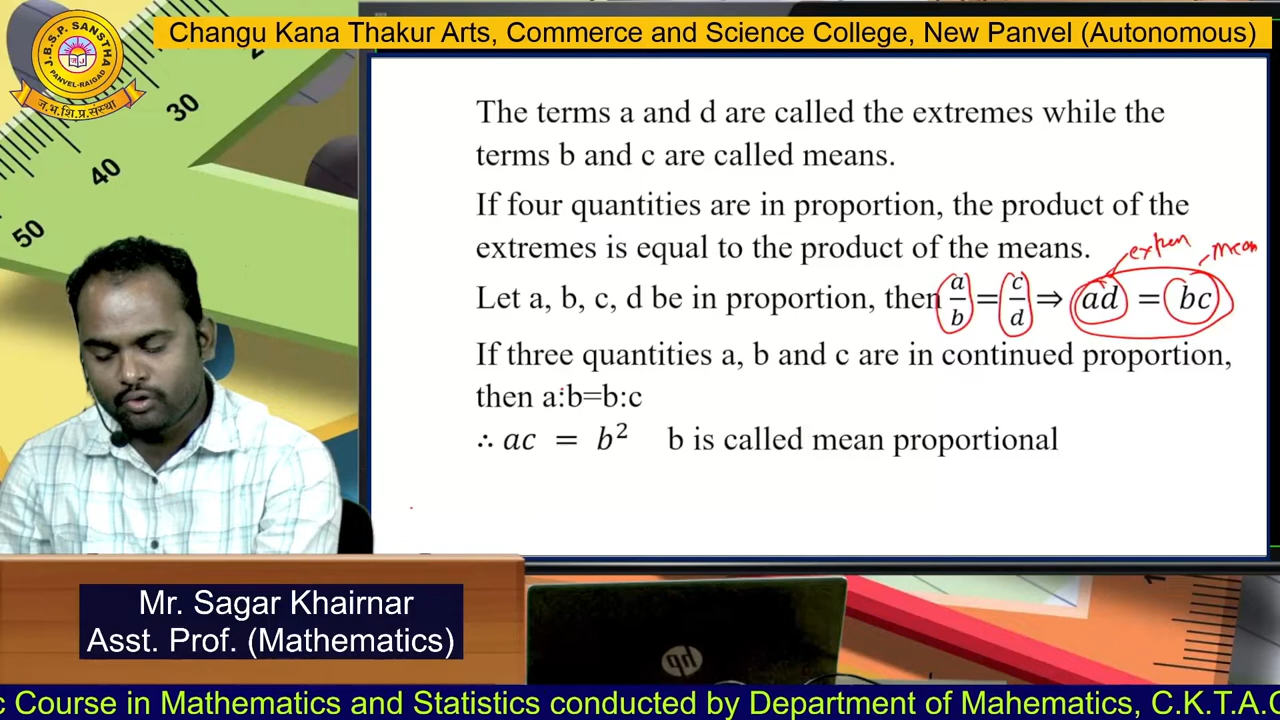 Changu Kana Thakur Arts, Commerce and Science College, New Panvel (Autonomous)
J.B.S.P. SANSTHA
PANVEL-RAIGAD
ज.भ.शि.प्र.संस्था
30
40
50
The terms a and d are called the extremes while the
terms b and c are called means.
If four quantities are in proportion, the product of the
extremes is equal to the product of the means.
extrem
mean
Let a, b, c, d be in proportion, then a/b = c/d ⇒ ad = bc
If three quantities a, b and c are in continued proportion,
then a:b=b:c
∴ ac = b² b is called mean proportional
Mr. Sagar Khairnar
Asst. Prof. (Mathematics)
hp
c Course in Mathematics and Statistics conducted by Department of Mahematics, C.K.T.A.C